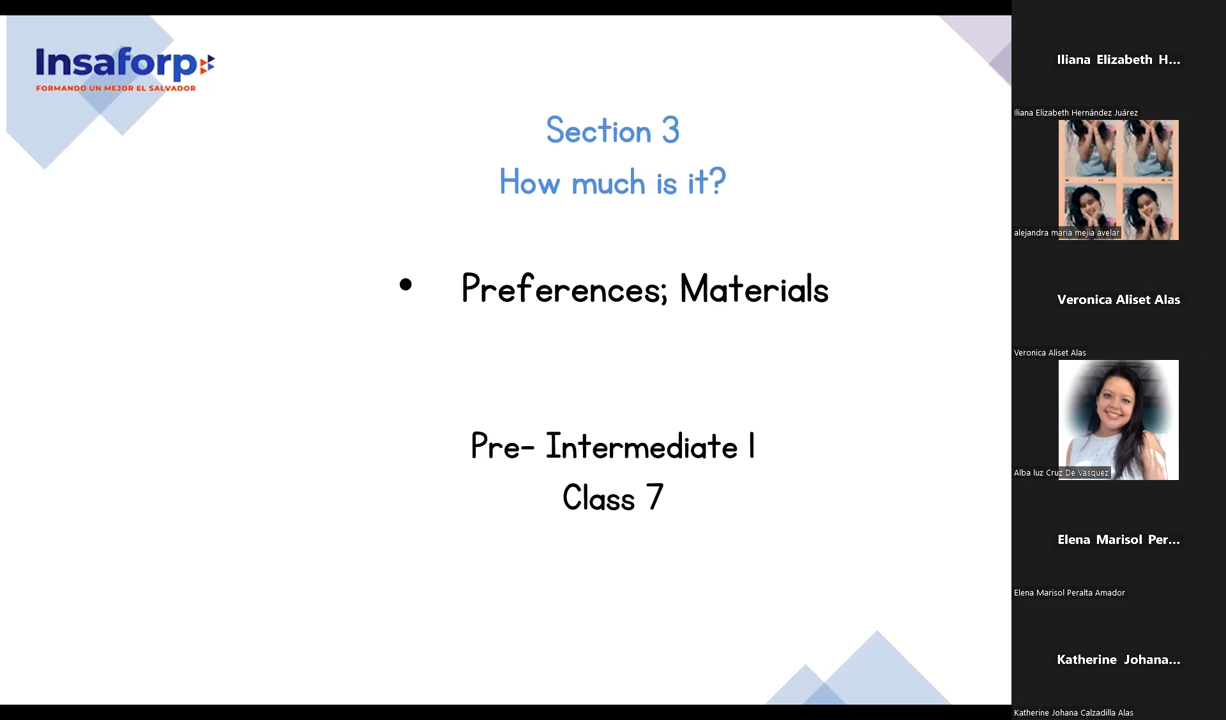 Insaforp
FORMANDO UN MEJOR EL SALVADOR
Section 3
How much is it?
• Preferences; Materials
Pre- Intermediate 1
Class 7
Iliana Elizabeth H...
Iliana Elizabeth Hernández Juárez
alejandra maria mejia avelar
Veronica Aliset Alas
Veronica Aliset Alas
Alba luz Cruz De Vasquez
Elena Marisol Per...
Elena Marisol Peralta Amador
Katherine Johana...
Katherine Johana Calzadilla Alas